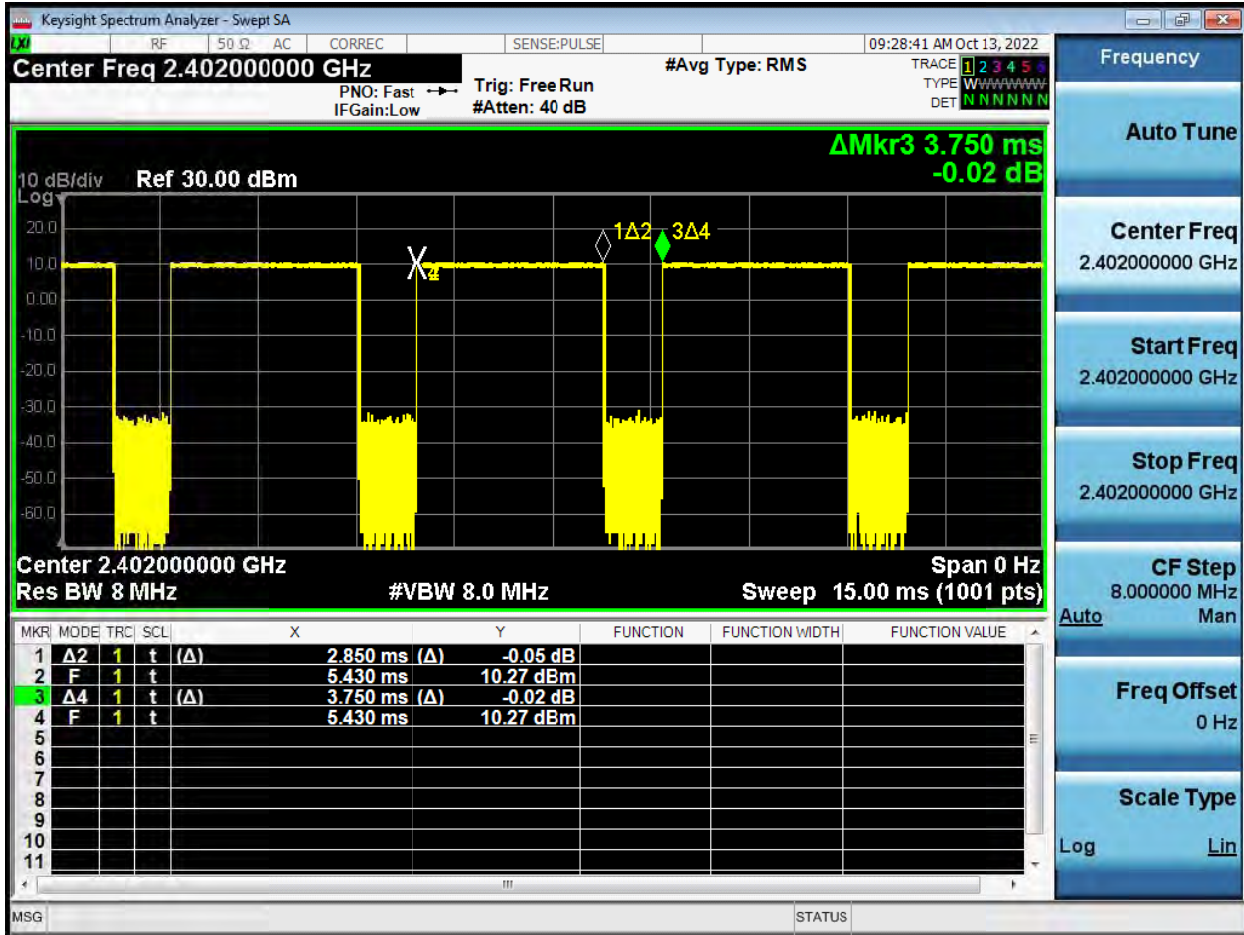 Keysight Spectrum Analyzer - Swept SA
LXI RF 50 Ω AC CORREC SENSE:PULSE 09:28:41 AM Oct 13, 2022
Center Freq 2.402000000 GHz
PNO: Fast
IFGain:Low
Trig: Free Run
#Atten: 40 dB
#Avg Type: RMS
TRACE 1 2 3 4 5 6
TYPE WWWWWW
DET N N N N N N
ΔMkr3 3.750 ms
-0.02 dB
10 dB/div Ref 30.00 dBm
Log
20.0
10.0
0.00
-10.0
-20.0
-30.0
-40.0
-50.0
-60.0
1Δ2 3Δ4
X 4
Center 2.402000000 GHz Span 0 Hz
Res BW 8 MHz #VBW 8.0 MHz Sweep 15.00 ms (1001 pts)
MKR MODE TRC SCL X Y FUNCTION FUNCTION WIDTH FUNCTION VALUE
1 Δ2 1 t (Δ) 2.850 ms (Δ) -0.05 dB
2 F 1 t 5.430 ms 10.27 dBm
3 Δ4 1 t (Δ) 3.750 ms (Δ) -0.02 dB
4 F 1 t 5.430 ms 10.27 dBm
5
6
7
8
9
10
11
MSG STATUS
Frequency
Auto Tune
Center Freq
2.402000000 GHz
Start Freq
2.402000000 GHz
Stop Freq
2.402000000 GHz
CF Step
8.000000 MHz
Auto Man
Freq Offset
0 Hz
Scale Type
Log Lin